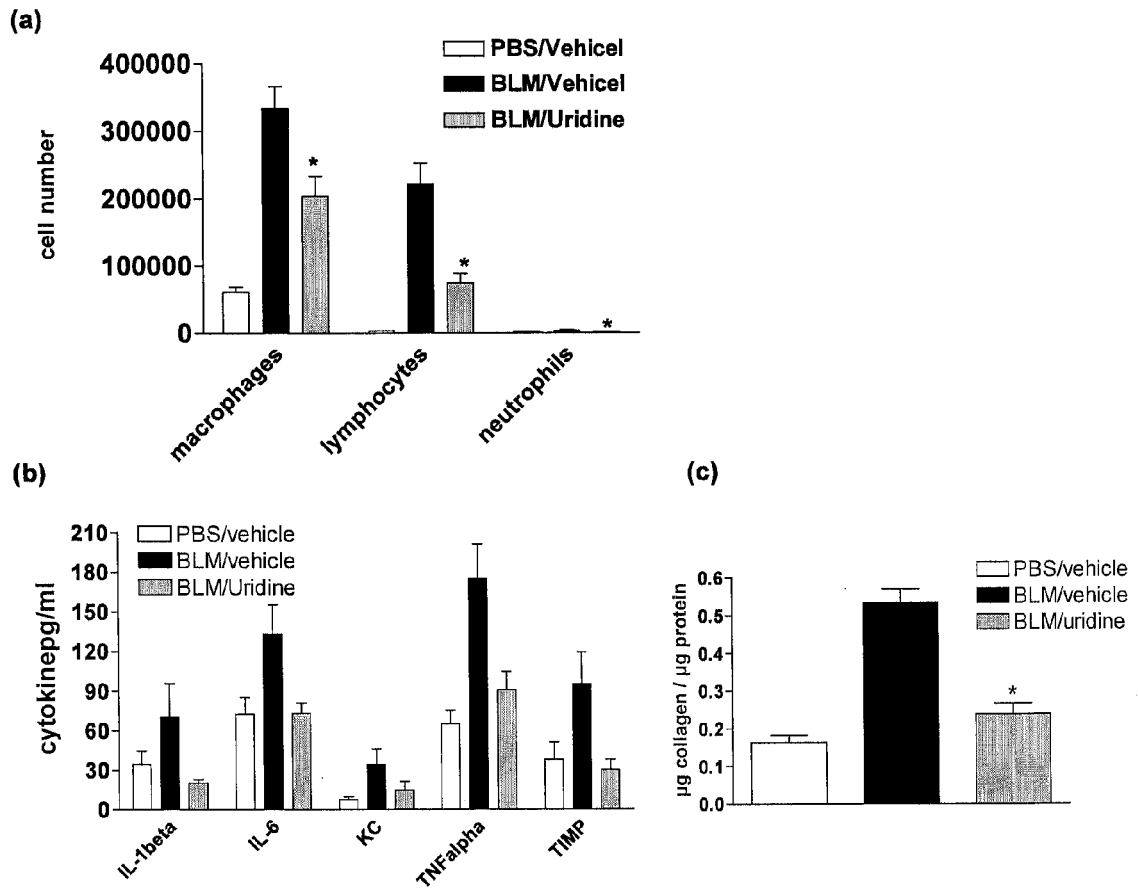 (a)
PBS/Vehicel
BLM/Vehicel
BLM/Uridine
400000
300000
200000
100000
0
cell number
*
*
*
macrophages
lymphocytes
neutrophils
(b)
PBS/vehicle
BLM/vehicle
BLM/Uridine
210
180
150
120
90
60
30
0
cytokinepg/ml
IL-1beta
IL-6
KC
TNFalpha
TIMP
(c)
PBS/vehicle
BLM/vehicle
BLM/uridine
0.6
0.5
0.4
0.3
0.2
0.1
0.0
µg collagen / µg protein
*